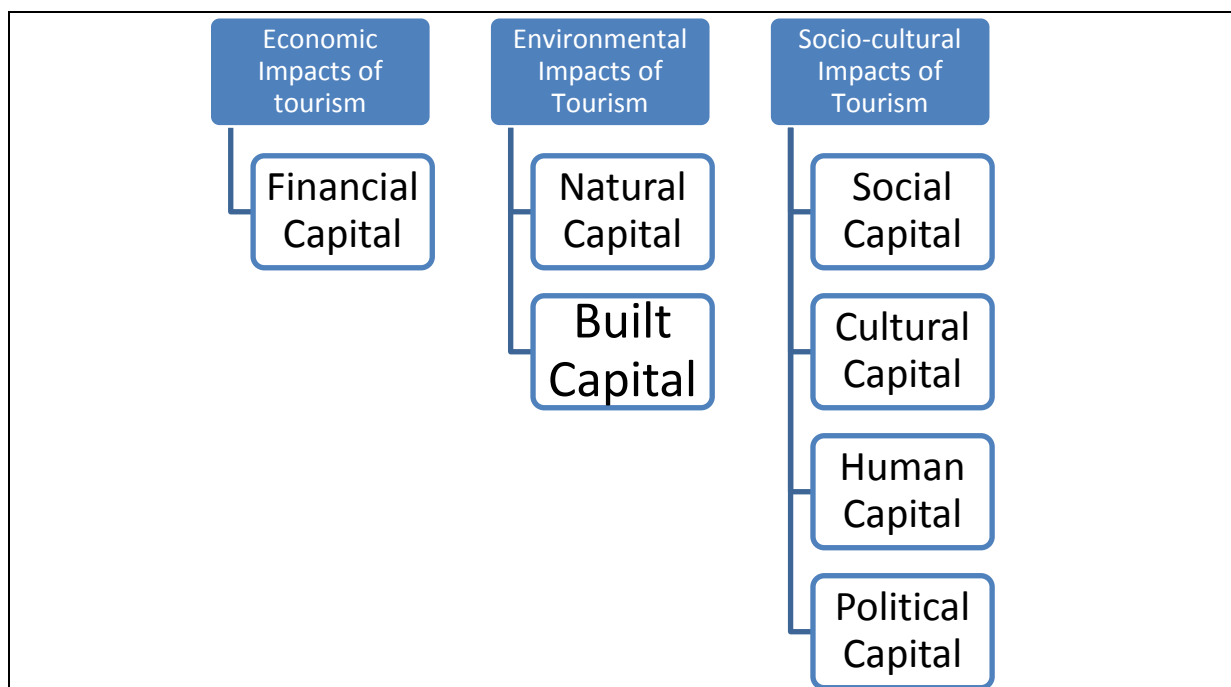 Economic
Impacts of
tourism
Financial
Capital
Environmental
Impacts of
Tourism
Natural
Capital
Built
Capital
Socio-cultural
Impacts of
Tourism
Social
Capital
Cultural
Capital
Human
Capital
Political
Capital